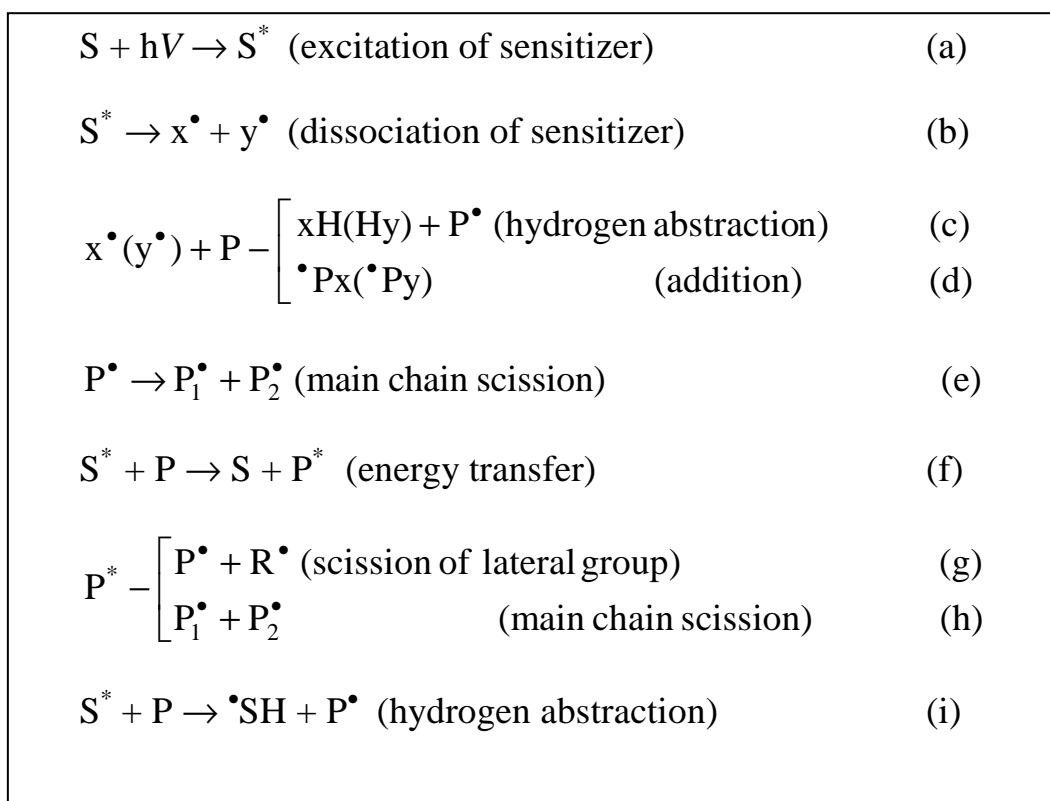 S + hV → S* (excitation of sensitizer) (a)
S* → x• + y• (dissociation of sensitizer) (b)
xH(Hy) + P• (hydrogen abstraction) (c)
x•(y•) + P − [
•Px(•Py) (addition) (d)
P• → P₁• + P₂• (main chain scission) (e)
S* + P → S + P* (energy transfer) (f)
P• + R• (scission of lateral group) (g)
P* − [
P₁• + P₂• (main chain scission) (h)
S* + P → •SH + P• (hydrogen abstraction) (i)